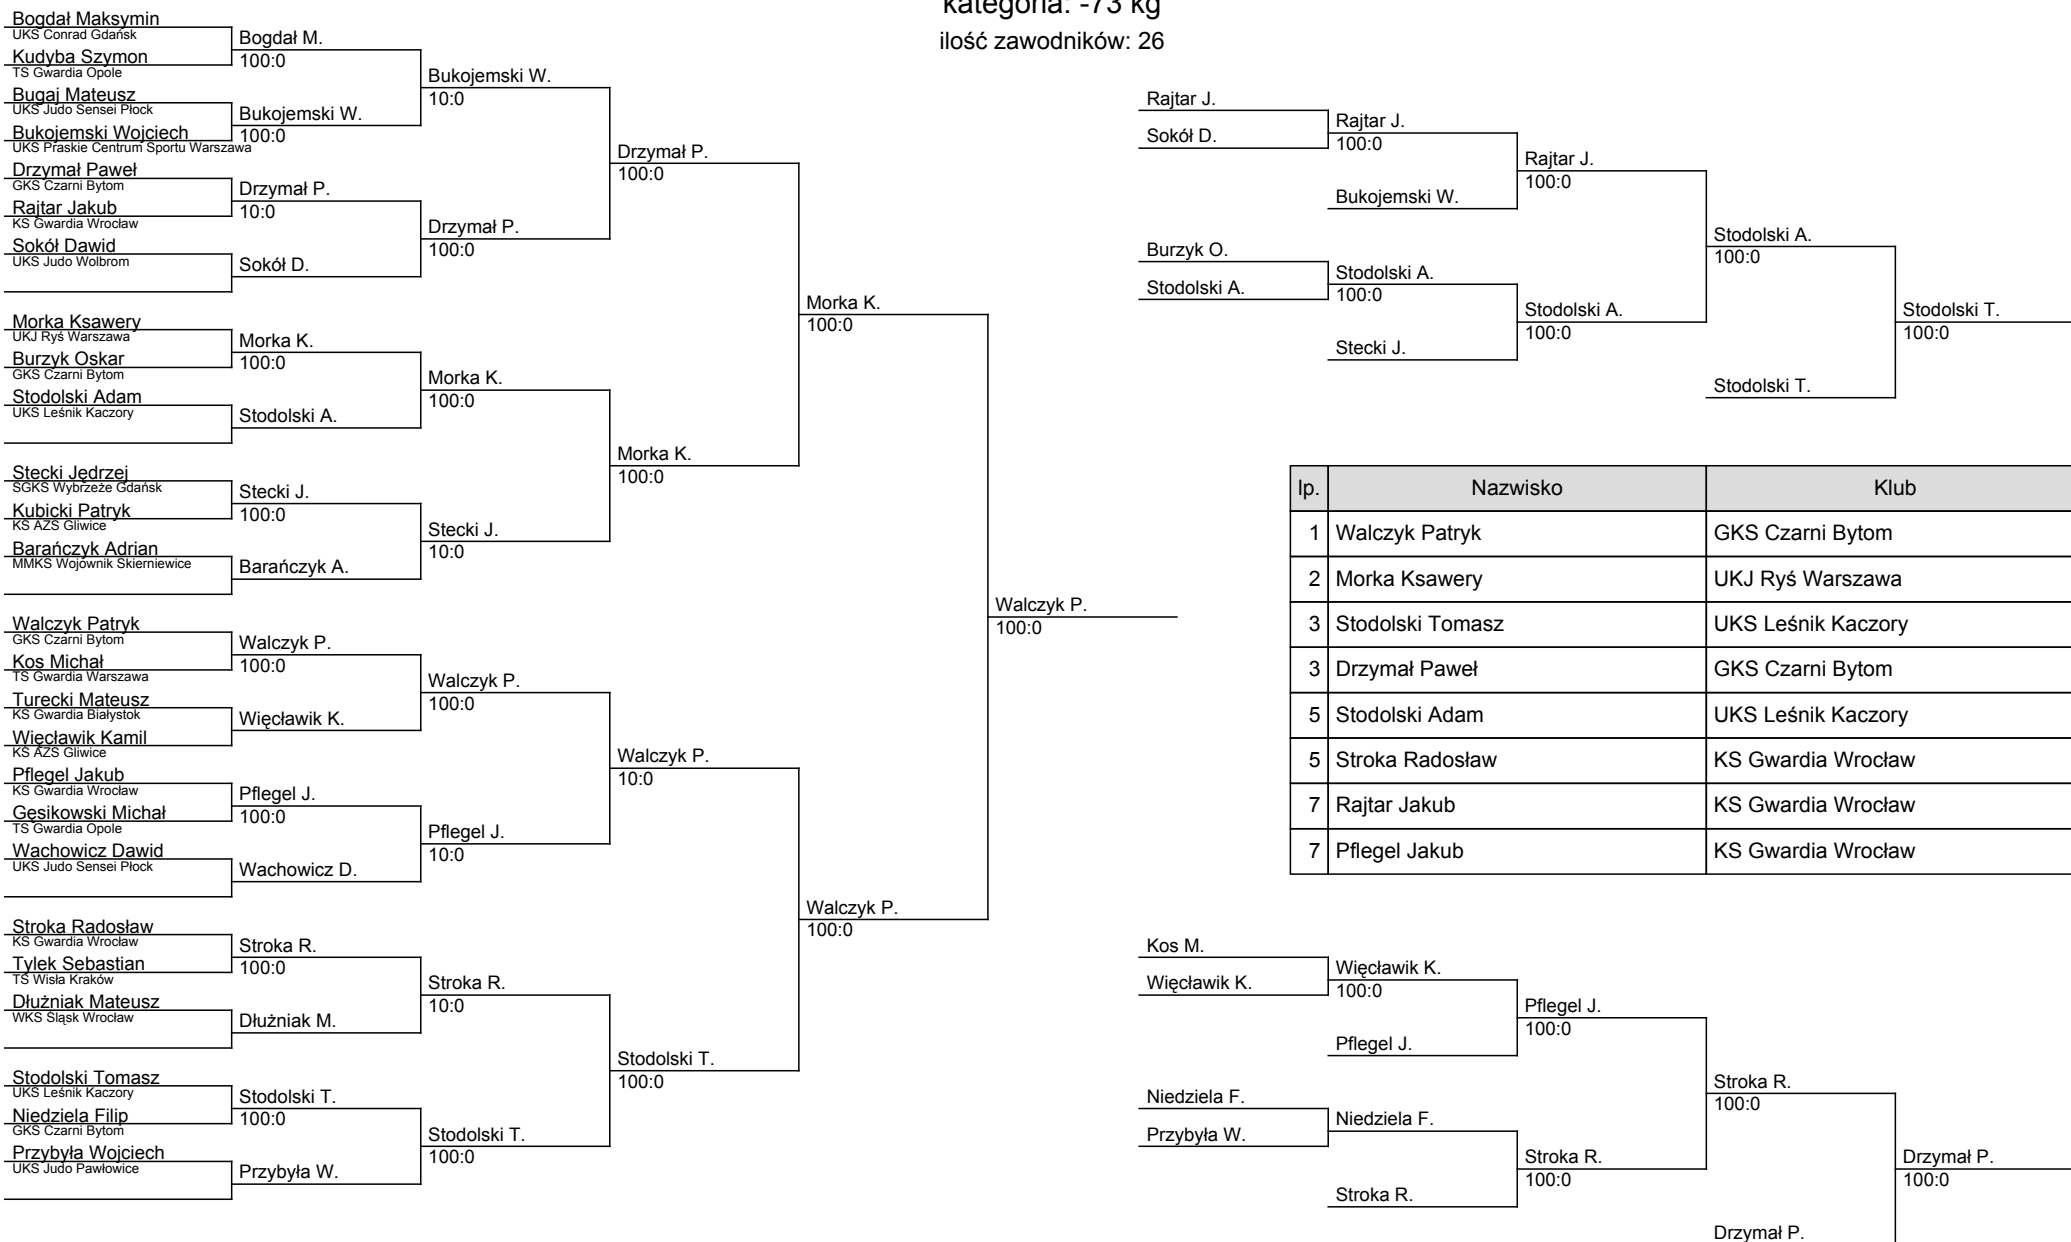 kategoria: -73 kg
ilość zawodników: 26
Bogdał Maksymin
UKS Conrad Gdańsk
Kudyba Szymon
TS Gwardia Opole
Bugaj Mateusz
UKS Judo Sensei Płock
Bukojemski Wojciech
UKS Praskie Centrum Sportu Warszawa
Drzymał Paweł
GKS Czarni Bytom
Rajtar Jakub
KS Gwardia Wrocław
Sokół Dawid
UKS Judo Wolbrom
Morka Ksawery
UKJ Ryś Warszawa
Burzyk Oskar
GKS Czarni Bytom
Stodolski Adam
UKS Leśnik Kaczory
Stecki Jędrzej
SGKS Wybrzeże Gdańsk
Kubicki Patryk
KS AZS Gliwice
Barańczyk Adrian
MMKS Wojownik Skierniewice
Walczyk Patryk
GKS Czarni Bytom
Kos Michał
TS Gwardia Warszawa
Turecki Mateusz
KS Gwardia Białystok
Więcławik Kamil
KS AZS Gliwice
Pflegel Jakub
KS Gwardia Wrocław
Gęsikowski Michał
TS Gwardia Opole
Wachowicz Dawid
UKS Judo Sensei Płock
Stroka Radosław
KS Gwardia Wrocław
Tylek Sebastian
TS Wisła Kraków
Dłużniak Mateusz
WKS Śląsk Wrocław
Stodolski Tomasz
UKS Leśnik Kaczory
Niedziela Filip
GKS Czarni Bytom
Przybyła Wojciech
UKS Judo Pawłowice
Bogdał M.
100:0
Bukojemski W.
100:0
Drzymał P.
10:0
Sokół D.
Morka K.
100:0
Stodolski A.
Stecki J.
100:0
Barańczyk A.
Walczyk P.
100:0
Więcławik K.
Pflegel J.
100:0
Wachowicz D.
Stroka R.
100:0
Dłużniak M.
Stodolski T.
100:0
Przybyła W.
Bukojemski W.
10:0
Drzymał P.
100:0
Morka K.
100:0
Stecki J.
10:0
Walczyk P.
100:0
Pflegel J.
10:0
Stroka R.
10:0
Stodolski T.
100:0
Drzymał P.
100:0
Morka K.
100:0
Walczyk P.
10:0
Stodolski T.
100:0
Morka K.
100:0
Walczyk P.
100:0
Walczyk P.
100:0
Rajtar J.
Sokół D.
Rajtar J.
100:0
Bukojemski W.
Rajtar J.
100:0
Burzyk O.
Stodolski A.
Stodolski A.
100:0
Stecki J.
Stodolski A.
100:0
Stodolski A.
100:0
Stodolski T.
Stodolski T.
100:0
lp. Nazwisko Klub
1 Walczyk Patryk GKS Czarni Bytom
2 Morka Ksawery UKJ Ryś Warszawa
3 Stodolski Tomasz UKS Leśnik Kaczory
3 Drzymał Paweł GKS Czarni Bytom
5 Stodolski Adam UKS Leśnik Kaczory
5 Stroka Radosław KS Gwardia Wrocław
7 Rajtar Jakub KS Gwardia Wrocław
7 Pflegel Jakub KS Gwardia Wrocław
Kos M.
Więcławik K.
Więcławik K.
100:0
Pflegel J.
Pflegel J.
100:0
Niedziela F.
Przybyła W.
Niedziela F.
Stroka R.
Stroka R.
100:0
Stroka R.
100:0
Drzymał P.
Drzymał P.
100:0